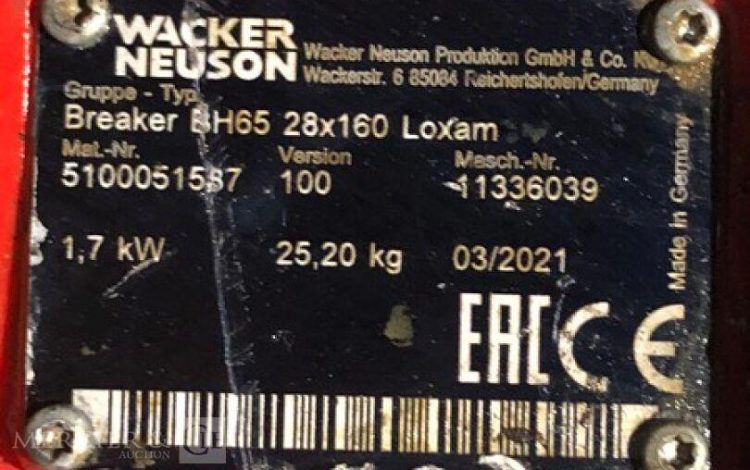 WACKER
NEUSON
Wacker Neuson Produktion GmbH & Co. KG
Wackerstr. 6 85084 Reichertshofen/Germany
Gruppe - Typ
Breaker BH65 28x160 Loxam
Mat.-Nr. Version Masch.-Nr.
5100051587 100 11336039
1,7 kW 25,20 kg 03/2021
Made in Germany
EAC CE
AUCTION